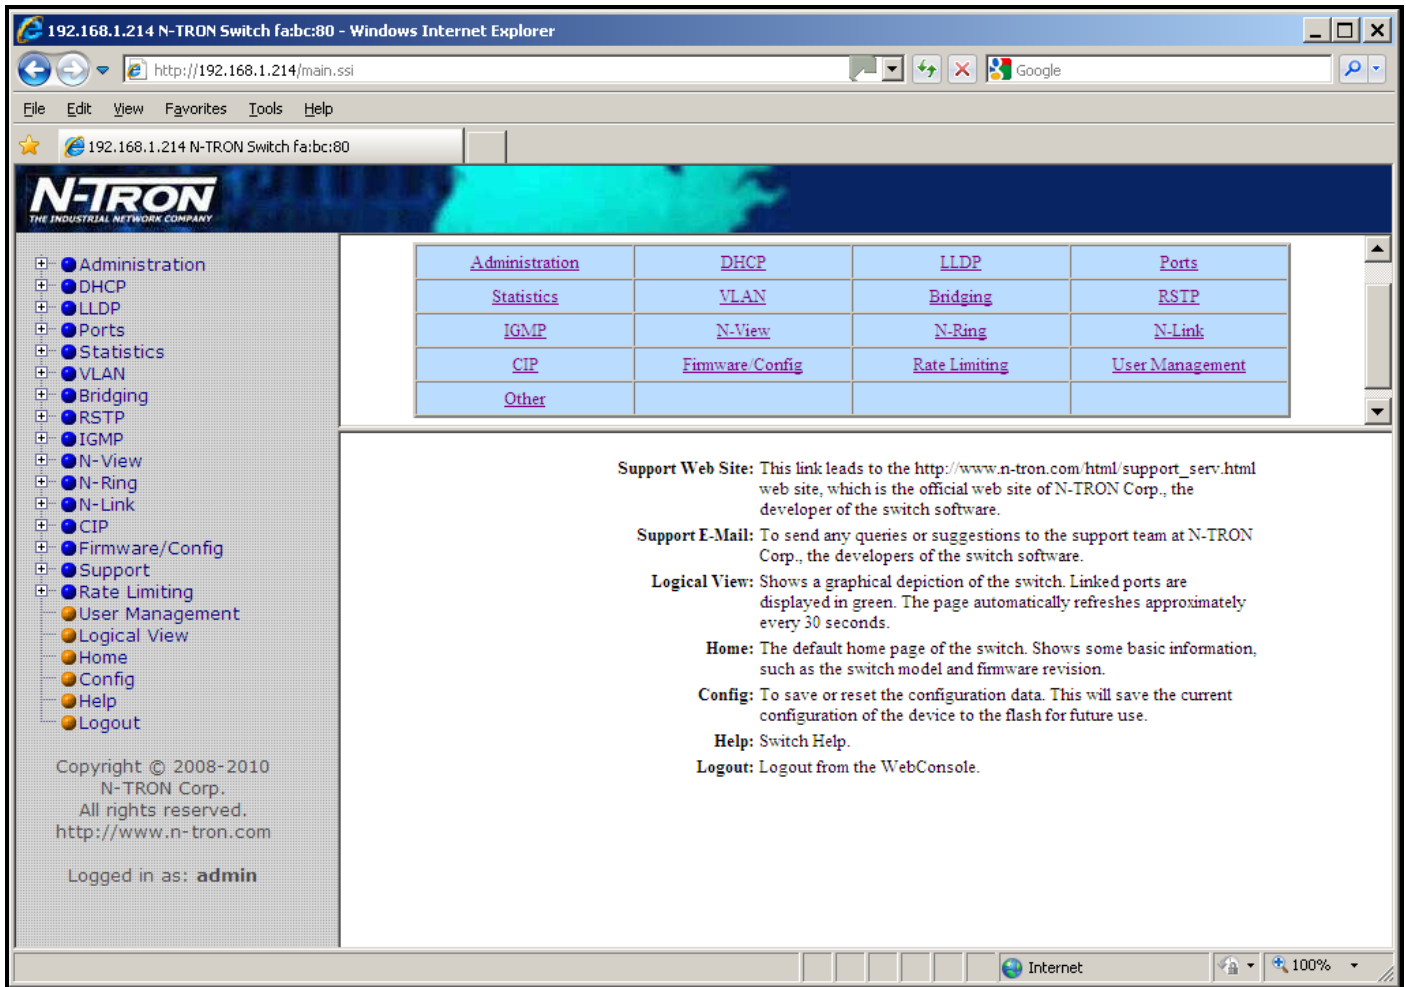 192.168.1.214 N-TRON Switch fa:bc:80 - Windows Internet Explorer
http://192.168.1.214/main.ssi
Google
File Edit View Favorites Tools Help
192.168.1.214 N-TRON Switch fa:bc:80
N-TRON
THE INDUSTRIAL NETWORK COMPANY
Administration
DHCP
LLDP
Ports
Statistics
VLAN
Bridging
RSTP
IGMP
N-View
N-Ring
N-Link
CIP
Firmware/Config
Support
Rate Limiting
User Management
Logical View
Home
Config
Help
Logout
Copyright © 2008-2010
N-TRON Corp.
All rights reserved.
http://www.n-tron.com
Logged in as: admin
Administration DHCP LLDP Ports
Statistics VLAN Bridging RSTP
IGMP N-View N-Ring N-Link
CIP Firmware/Config Rate Limiting User Management
Other
Support Web Site: This link leads to the http://www.n-tron.com/html/support_serv.html
web site, which is the official web site of N-TRON Corp., the
developer of the switch software.
Support E-Mail: To send any queries or suggestions to the support team at N-TRON
Corp., the developers of the switch software.
Logical View: Shows a graphical depiction of the switch. Linked ports are
displayed in green. The page automatically refreshes approximately
every 30 seconds.
Home: The default home page of the switch. Shows some basic information,
such as the switch model and firmware revision.
Config: To save or reset the configuration data. This will save the current
configuration of the device to the flash for future use.
Help: Switch Help.
Logout: Logout from the WebConsole.
Internet
100%